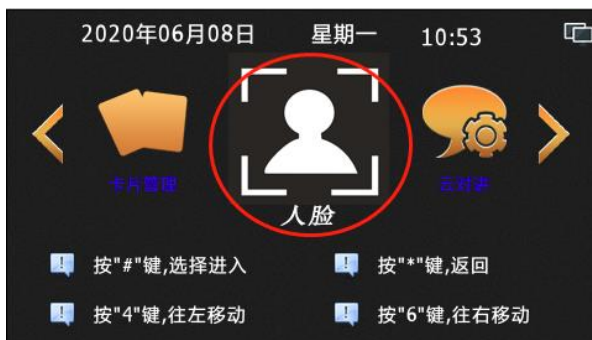 2020年06月08日 星期一 10:53
卡片管理 人脸 云对讲
按"#"键,选择进入 按"*"键,返回
按"4"键,往左移动 按"6"键,往右移动